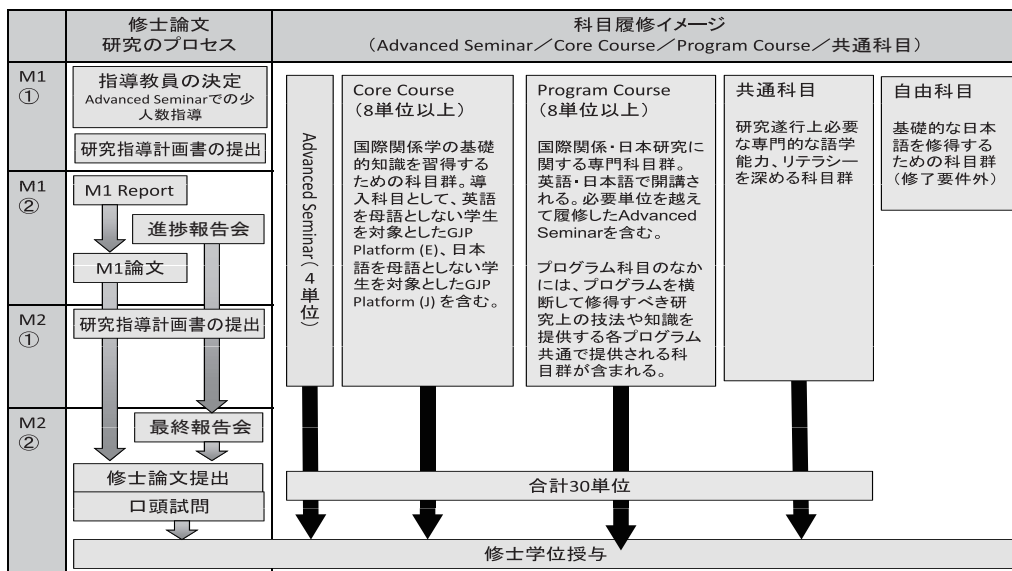 修士論文
研究のプロセス
科目履修イメージ
(Advanced Seminar/Core Course/Program Course/共通科目)
M1
①
指導教員の決定
Advanced Seminarでの少
人数指導
研究指導計画書の提出
M1
②
M1 Report
進捗報告会
M1論文
M2
①
研究指導計画書の提出
M2
②
最終報告会
修士論文提出
口頭試問
Advanced Seminar(4単位)
Core Course
(8単位以上)
国際関係学の基礎
的知識を習得する
ための科目群。導
入科目として、英語
を母語としない学生
を対象としたGJP
Platform (E)、日本
語を母語としない学
生を対象としたGJP
Platform (J) を含む。
Program Course
(8単位以上)
国際関係・日本研究に
関する専門科目群。
英語・日本語で開講さ
れる。必要単位を越え
て履修したAdvanced
Seminarを含む。
プログラム科目のなか
には、プログラムを横
断して修得すべき研
究上の技法や知識を
提供する各プログラム
共通で提供される科
目群が含まれる。
共通科目
研究遂行上必要
な専門的な語学
能力、リテラシー
を深める科目群
自由科目
基礎的な日本
語を修得する
ための科目群
(修了要件外)
合計30単位
修士学位授与